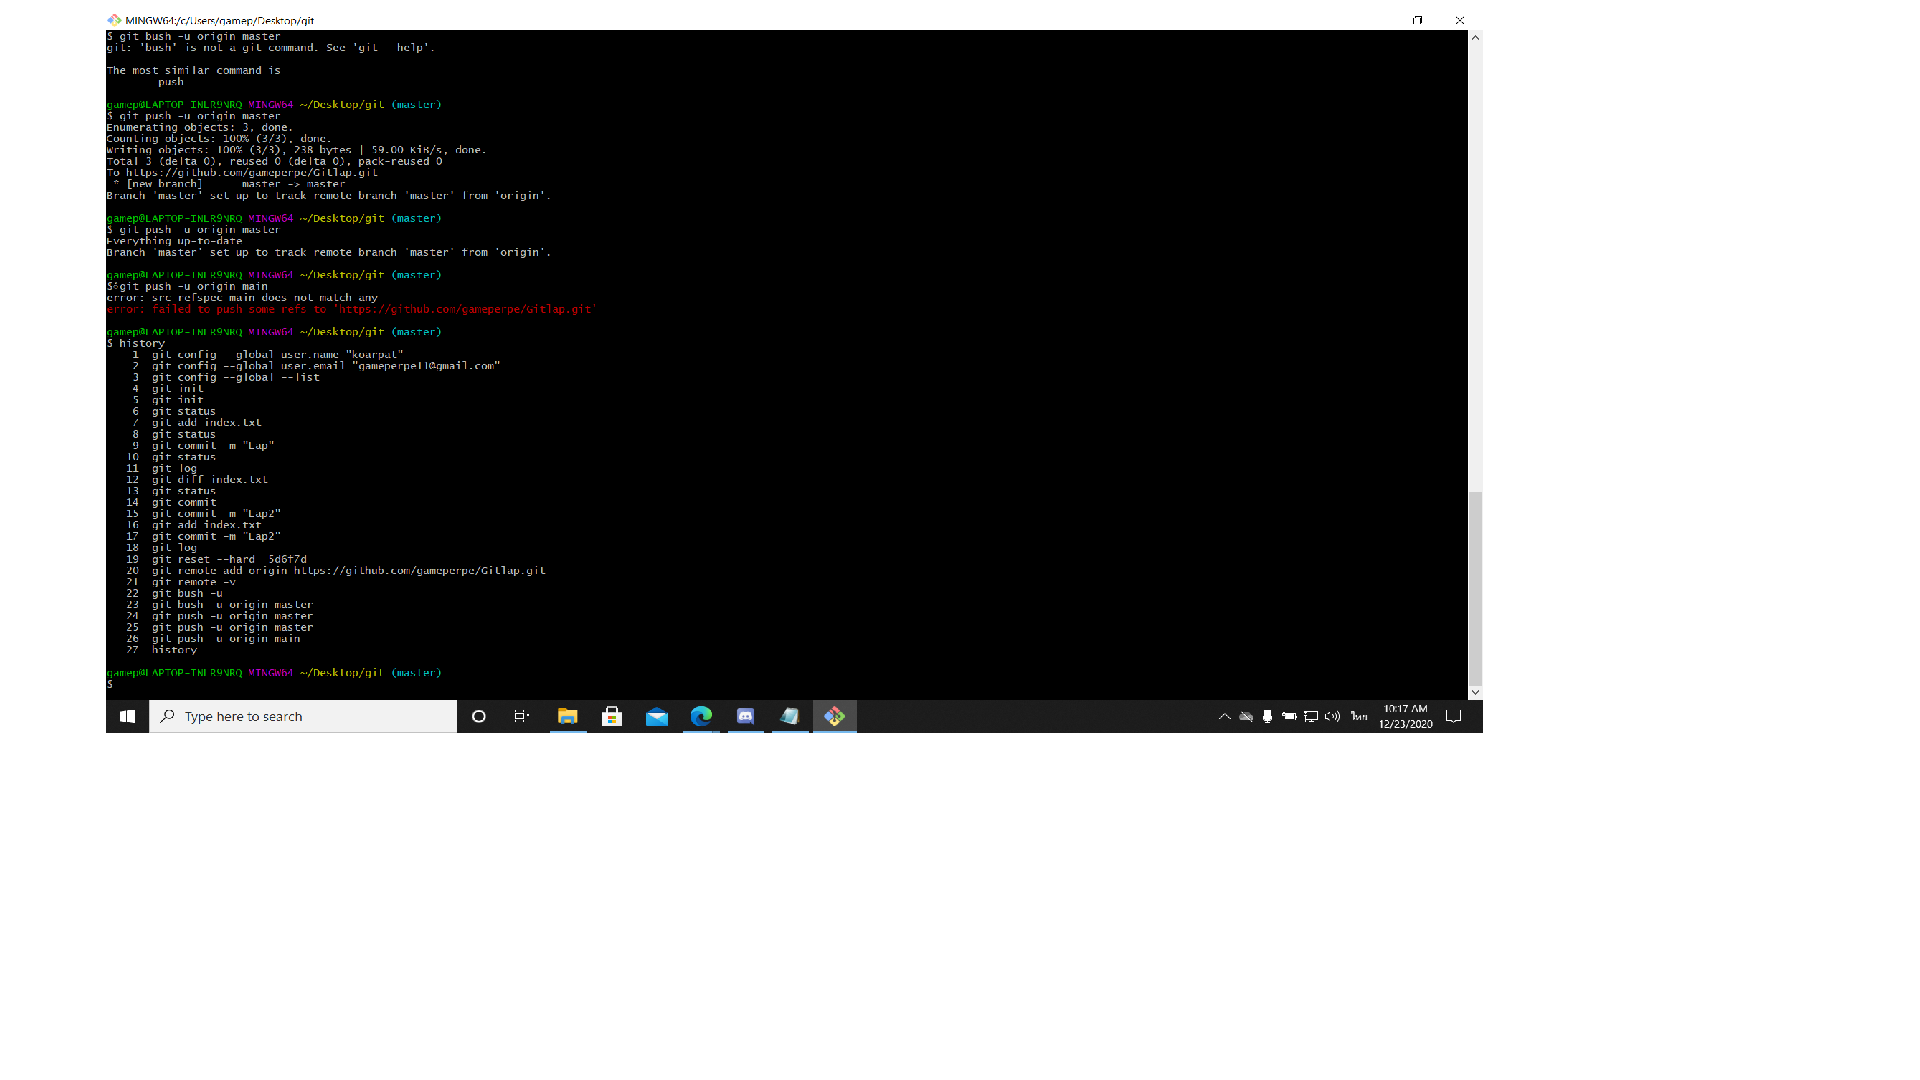 MINGW64:/c/Users/gamep/Desktop/git
$ git bush -u origin master
git: 'bush' is not a git command. See 'git --help'.
The most similar command is
push
gamep@LAPTOP-INLR9NRQ MINGW64 ~/Desktop/git (master)
$ git push -u origin master
Enumerating objects: 3, done.
Counting objects: 100% (3/3), done.
Writing objects: 100% (3/3), 238 bytes | 59.00 KiB/s, done.
Total 3 (delta 0), reused 0 (delta 0), pack-reused 0
To https://github.com/gameperpe/Gitlap.git
* [new branch] master -> master
Branch 'master' set up to track remote branch 'master' from 'origin'.
gamep@LAPTOP-INLR9NRQ MINGW64 ~/Desktop/git (master)
$ git push -u origin master
Everything up-to-date
Branch 'master' set up to track remote branch 'master' from 'origin'.
gamep@LAPTOP-INLR9NRQ MINGW64 ~/Desktop/git (master)
$ git push -u origin main
error: src refspec main does not match any
error: failed to push some refs to 'https://github.com/gameperpe/Gitlap.git'
gamep@LAPTOP-INLR9NRQ MINGW64 ~/Desktop/git (master)
$ history
1 git config --global user.name "koarpat"
2 git config --global user.email "gameperpe11@gmail.com"
3 git config --global --list
4 git init
5 git init
6 git status
7 git add index.txt
8 git status
9 git commit -m "Lap"
10 git status
11 git log
12 git diff index.txt
13 git status
14 git commit
15 git commit -m "Lap2"
16 git add index.txt
17 git commit -m "Lap2"
18 git log
19 git reset --hard 5d6f7d
20 git remote add origin https://github.com/gameperpe/Gitlap.git
21 git remote -v
22 git bush -u
23 git bush -u origin master
24 git push -u origin master
25 git push -u origin master
26 git push -u origin main
27 history
gamep@LAPTOP-INLR9NRQ MINGW64 ~/Desktop/git (master)
$
Type here to search
ไทย
10:17 AM
12/23/2020